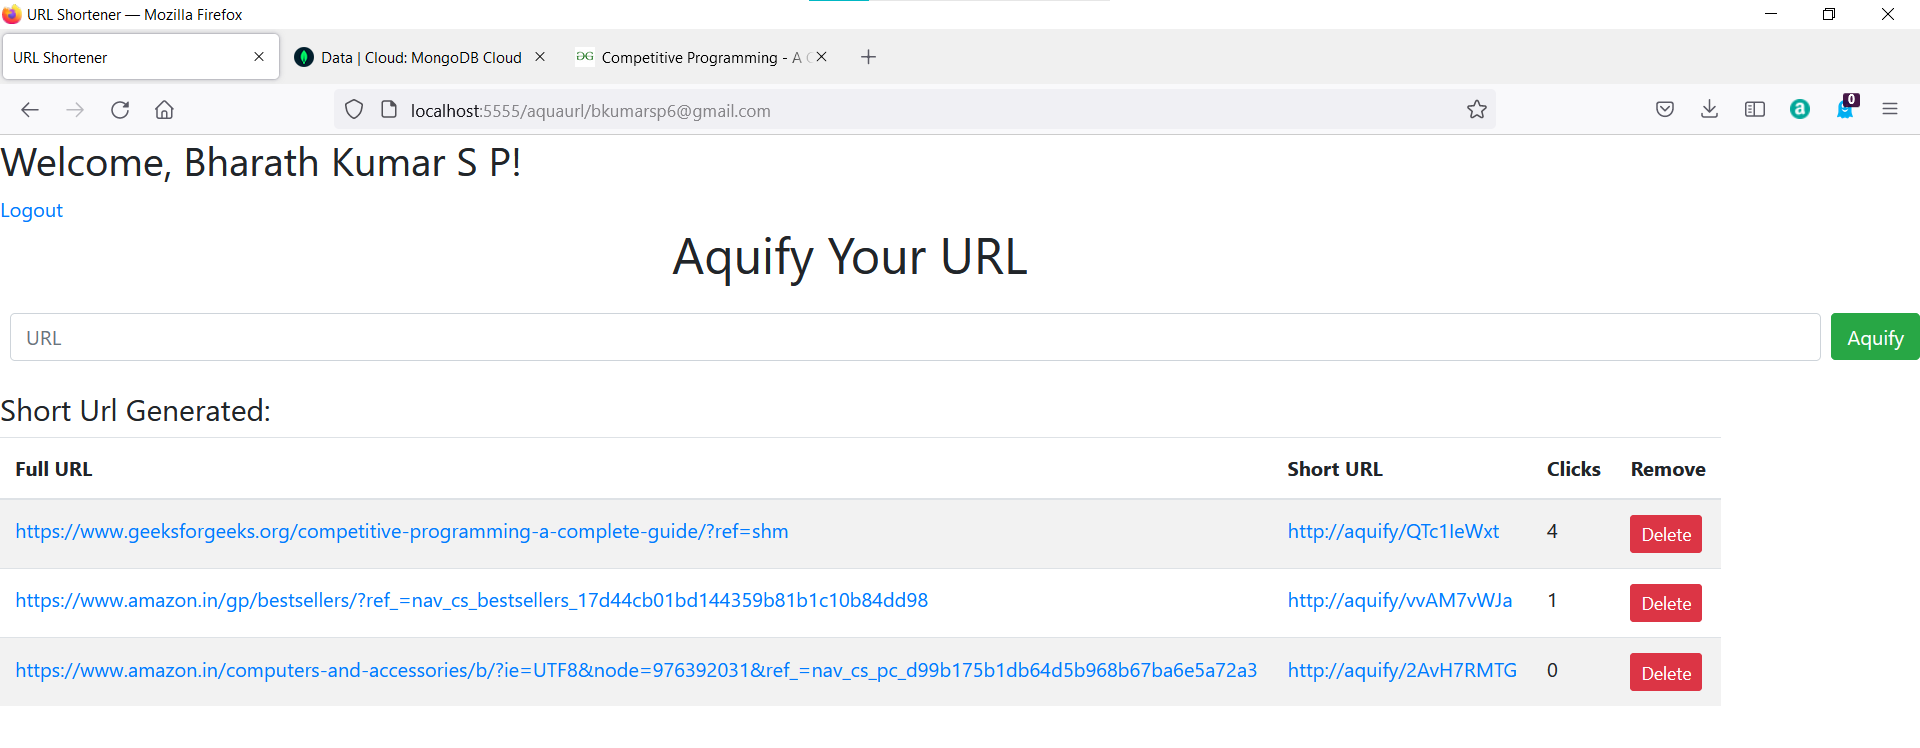 URL Shortener — Mozilla Firefox
URL Shortener
Data | Cloud: MongoDB Cloud
Competitive Programming - A C
localhost:5555/aquaurl/bkumarsp6@gmail.com
a
0
Welcome, Bharath Kumar S P!
Logout
Aquify Your URL
URL
Aquify
Short Url Generated:
Full URL Short URL Clicks Remove
https://www.geeksforgeeks.org/competitive-programming-a-complete-guide/?ref=shm http://aquify/QTc1IeWxt 4 Delete
https://www.amazon.in/gp/bestsellers/?ref_=nav_cs_bestsellers_17d44cb01bd144359b81b1c10b84dd98 http://aquify/vvAM7vWJa 1 Delete
https://www.amazon.in/computers-and-accessories/b/?ie=UTF8&node=976392031&ref_=nav_cs_pc_d99b175b1db64d5b968b67ba6e5a72a3 http://aquify/2AvH7RMTG 0 Delete